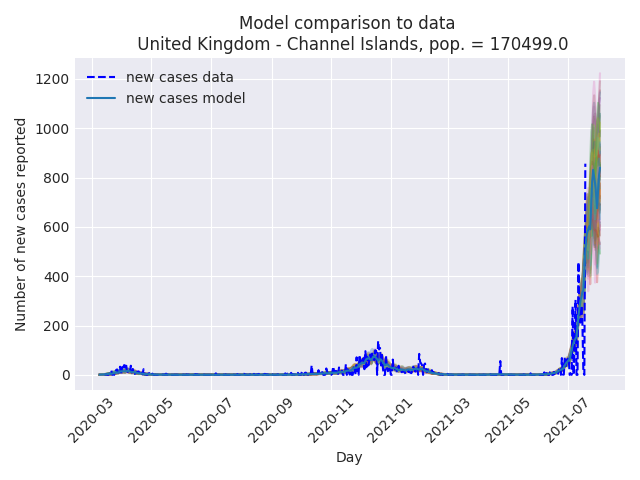 Model comparison to data
United Kingdom - Channel Islands, pop. = 170499.0
new cases data
new cases model
Number of new cases reported
1200
1000
800
600
400
200
0
2020-03
2020-05
2020-07
2020-09
2020-11
2021-01
2021-03
2021-05
2021-07
Day